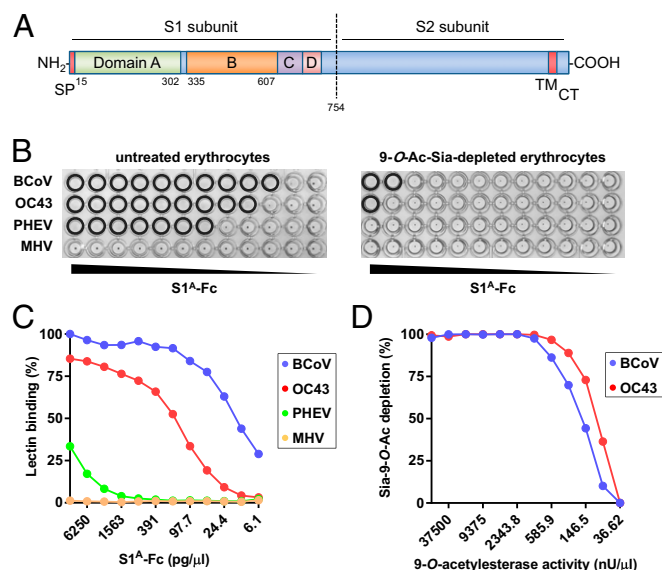 A
S1 subunit S2 subunit
NH2- Domain A B C D -COOH
SP 15 302 335 607 TM CT
754
B
untreated erythrocytes 9-O-Ac-Sia-depleted erythrocytes
BCoV
OC43
PHEV
MHV
S1A-Fc S1A-Fc
C
Lectin binding (%)
100
75
50
25
0
6250 1563 391 97.7 24.4 6.1
S1A-Fc (pg/µl)
BCoV
OC43
PHEV
MHV
D
Sia-9-O-Ac depletion (%)
100
75
50
25
0
37500 9375 2343.8 585.9 146.5 36.62
9-O-acetylesterase activity (nU/µl)
BCoV
OC43